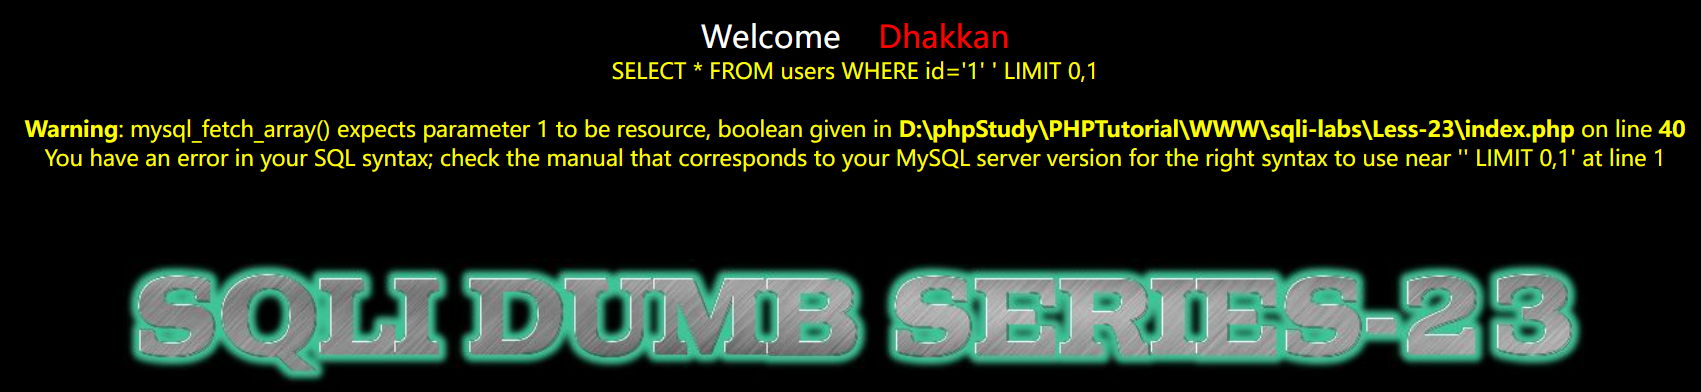 Welcome Dhakkan
SELECT * FROM users WHERE id='1' ' LIMIT 0,1
Warning: mysql_fetch_array() expects parameter 1 to be resource, boolean given in D:\phpStudy\PHPTutorial\WWW\sqli-labs\Less-23\index.php on line 40
You have an error in your SQL syntax; check the manual that corresponds to your MySQL server version for the right syntax to use near '' LIMIT 0,1' at line 1
SQLI DUMB SERIES-23